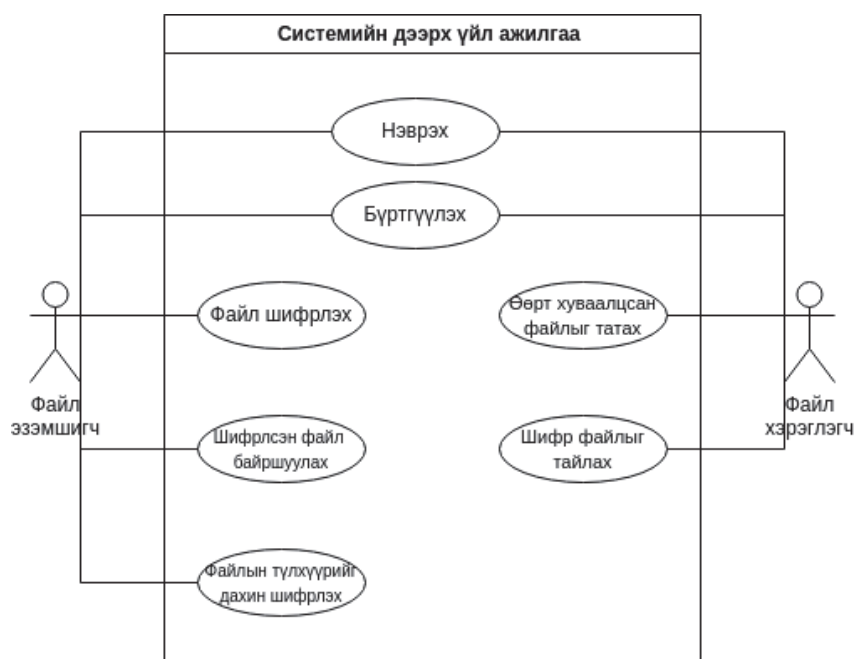 Системийн дээрх үйл ажилгаа
Нэврэх
Бүртгүүлэх
Файл шифрлэх
Өөрт хуваалцсан
файлыг татах
Файл
эзэмшигч
Файл
хэрэглэгч
Шифрлсэн файл
байршуулах
Шифр файлыг
тайлах
Файлын түлхүүрийг
дахин шифрлэх